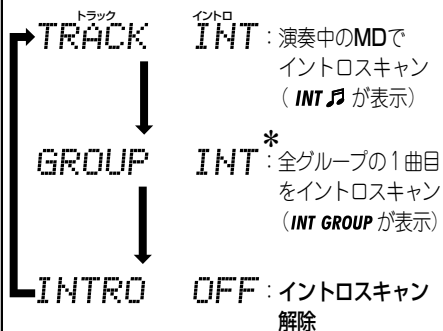 トラック イントロ
TRACK INT：演奏中のMDで
イントロスキャン
（ INT ♬ が表示）
GROUP INT*：全グループの1曲目
をイントロスキャン
（INT GROUP が表示）
INTRO OFF：イントロスキャン
解除